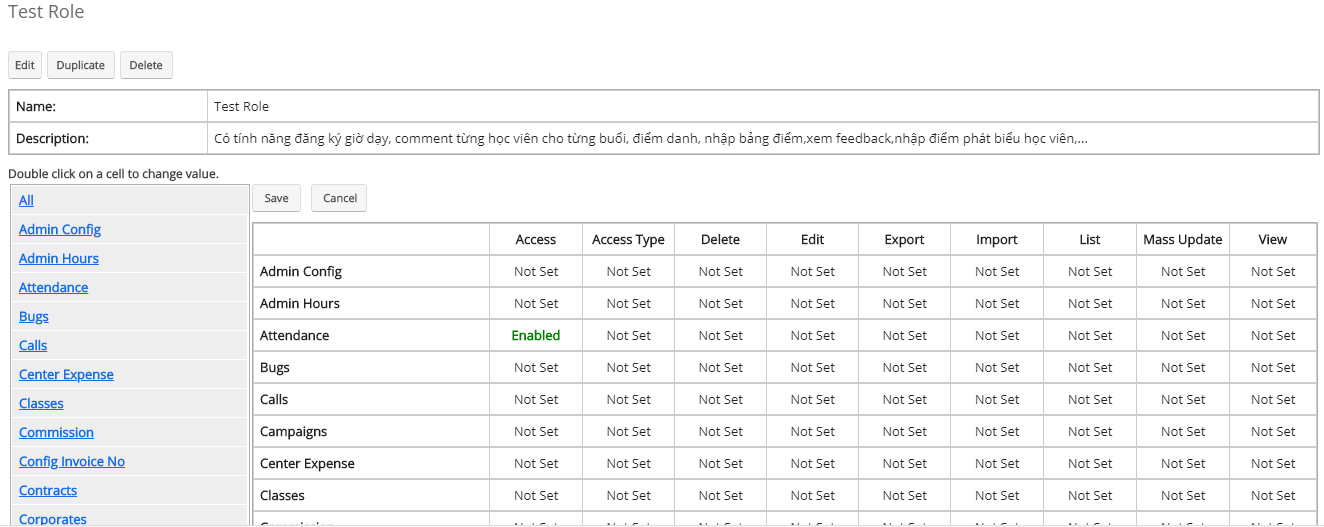 Test Role
Edit Duplicate Delete
Name: Test Role
Description: Có tính năng đăng ký giờ dạy, comment từng học viên cho từng buổi, điểm danh, nhập bảng điểm,xem feedback,nhập điểm phát biểu học viên,...
Double click on a cell to change value.
All
Admin Config
Admin Hours
Attendance
Bugs
Calls
Center Expense
Classes
Commission
Config Invoice No
Contracts
Corporates
Save Cancel
Access Access Type Delete Edit Export Import List Mass Update View
Admin Config Not Set Not Set Not Set Not Set Not Set Not Set Not Set Not Set Not Set
Admin Hours Not Set Not Set Not Set Not Set Not Set Not Set Not Set Not Set Not Set
Attendance Enabled Not Set Not Set Not Set Not Set Not Set Not Set Not Set Not Set
Bugs Not Set Not Set Not Set Not Set Not Set Not Set Not Set Not Set Not Set
Calls Not Set Not Set Not Set Not Set Not Set Not Set Not Set Not Set Not Set
Campaigns Not Set Not Set Not Set Not Set Not Set Not Set Not Set Not Set Not Set
Center Expense Not Set Not Set Not Set Not Set Not Set Not Set Not Set Not Set Not Set
Classes Not Set Not Set Not Set Not Set Not Set Not Set Not Set Not Set Not Set